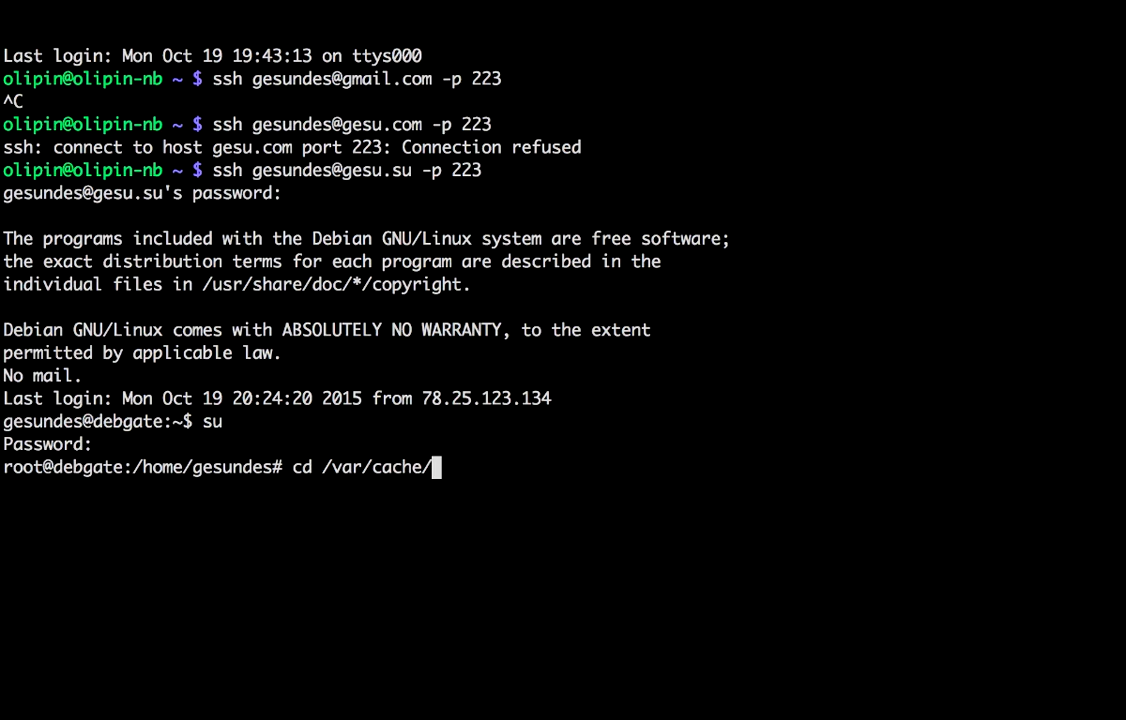 Last login: Mon Oct 19 19:43:13 on ttys000
olipin@olipin-nb ~ $ ssh gesundes@gmail.com -p 223
^C
olipin@olipin-nb ~ $ ssh gesundes@gesu.com -p 223
ssh: connect to host gesu.com port 223: Connection refused
olipin@olipin-nb ~ $ ssh gesundes@gesu.su -p 223
gesundes@gesu.su's password:
The programs included with the Debian GNU/Linux system are free software;
the exact distribution terms for each program are described in the
individual files in /usr/share/doc/*/copyright.
Debian GNU/Linux comes with ABSOLUTELY NO WARRANTY, to the extent
permitted by applicable law.
No mail.
Last login: Mon Oct 19 20:24:20 2015 from 78.25.123.134
gesundes@debgate:~$ su
Password:
root@debgate:/home/gesundes# cd /var/cache/